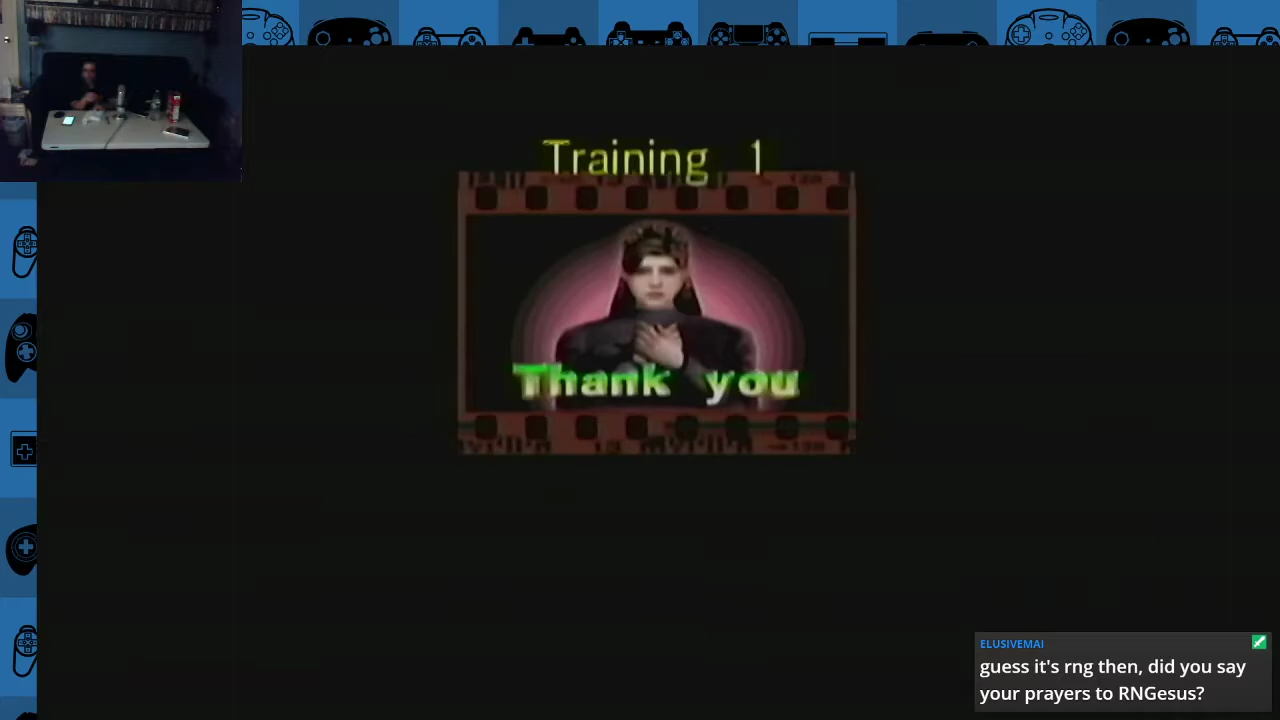 Training 1
Thank you
ELUSIVEMAI
guess it's rng then, did you say
your prayers to RNGesus?